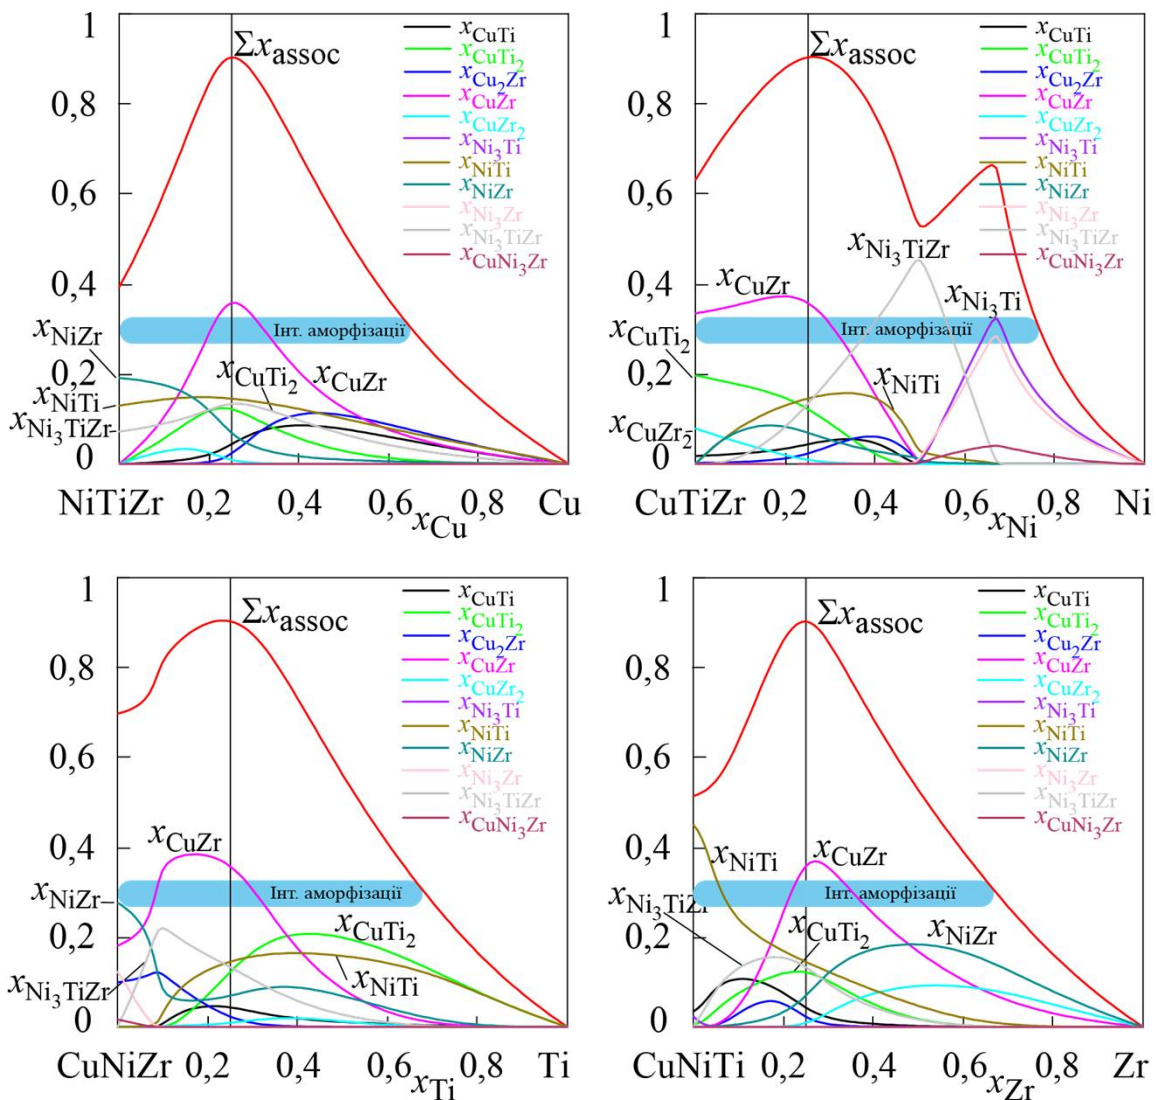 1
0,8
0,6
0,4
0,2
0
Σx_assoc
x_CuTi
x_CuTi₂
x_Cu₂Zr
x_CuZr
x_CuZr₂
x_Ni₃Ti
x_NiTi
x_NiZr
x_Ni₃Zr
x_Ni₃TiZr
x_CuNi₃Zr
Інт. аморфізації
x_NiZr
x_NiTi
x_Ni₃TiZr
x_CuTi₂
x_CuZr
NiTiZr 0,2 0,4 0,6 0,8 Cu
x_Cu
1
0,8
0,6
0,4
0,2
0
Σx_assoc
x_CuTi
x_CuTi₂
x_Cu₂Zr
x_CuZr
x_CuZr₂
x_Ni₃Ti
x_NiTi
x_NiZr
x_Ni₃Zr
x_Ni₃TiZr
x_CuNi₃Zr
x_Ni₃TiZr
x_CuZr
x_Ni₃Ti
Інт. аморфізації
x_CuTi₂
x_NiTi
x_CuZr₂
CuTiZr 0,2 0,4 0,6 0,8 Ni
x_Ni
1
0,8
0,6
0,4
0,2
0
Σx_assoc
x_CuTi
x_CuTi₂
x_Cu₂Zr
x_CuZr
x_CuZr₂
x_Ni₃Ti
x_NiTi
x_NiZr
x_Ni₃Zr
x_Ni₃TiZr
x_CuNi₃Zr
x_CuZr
Інт. аморфізації
x_NiZr
x_CuTi₂
x_NiTi
x_Ni₃TiZr
CuNiZr 0,2 0,4 0,6 0,8 Ti
x_Ti
1
0,8
0,6
0,4
0,2
0
Σx_assoc
x_CuTi
x_CuTi₂
x_Cu₂Zr
x_CuZr
x_CuZr₂
x_Ni₃Ti
x_NiTi
x_NiZr
x_Ni₃Zr
x_Ni₃TiZr
x_CuNi₃Zr
x_NiTi
x_CuZr
Інт. аморфізації
x_Ni₃TiZr
x_CuTi₂
x_NiZr
CuNiTi 0,2 0,4 0,6 0,8 Zr
x_Zr